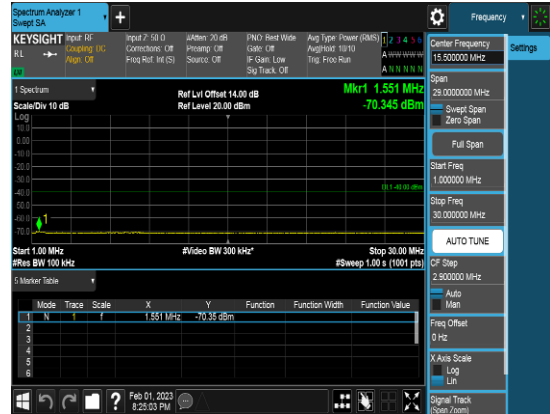 Spectrum Analyzer 1
Swept SA
+
Frequency
KEYSIGHT
RL
Input: RF
Coupling: DC
Align: Off
Input Z: 50 Ω
Corrections: Off
Freq Ref: Int (S)
#Atten: 20 dB
Preamp: Off
Source: Off
PNO: Best Wide
Gate: Off
IF Gain: Low
Sig Track: Off
Avg Type: Power (RMS)
Avg|Hold: 10/10
Trig: Free Run
1 2 3 4 5 6
A W W W W W
A N N N N N
1 Spectrum
Scale/Div 10 dB
Ref Lvl Offset 14.00 dB
Ref Level 20.00 dBm
Mkr1 1.551 MHz
-70.345 dBm
Log
10.0
0.00
-10.0
-20.0
-30.0
-40.0
-50.0
-60.0
-70.0
DL1 -40.00 dBm
1
Start 1.00 MHz
#Res BW 100 kHz
#Video BW 300 kHz*
Stop 30.00 MHz
#Sweep 1.00 s (1001 pts)
5 Marker Table
Mode Trace Scale X Y Function Function Width Function Value
1 N 1 f 1.551 MHz -70.35 dBm
2
3
4
5
6
Center Frequency
15.500000 MHz
Settings
Span
29.0000000 MHz
Swept Span
Zero Span
Full Span
Start Freq
1.000000 MHz
Stop Freq
30.000000 MHz
AUTO TUNE
CF Step
2.900000 MHz
Auto
Man
Freq Offset
0 Hz
X Axis Scale
Log
Lin
Signal Track
(Span Zoom)
?
Feb 01, 2023
8:25:03 PM